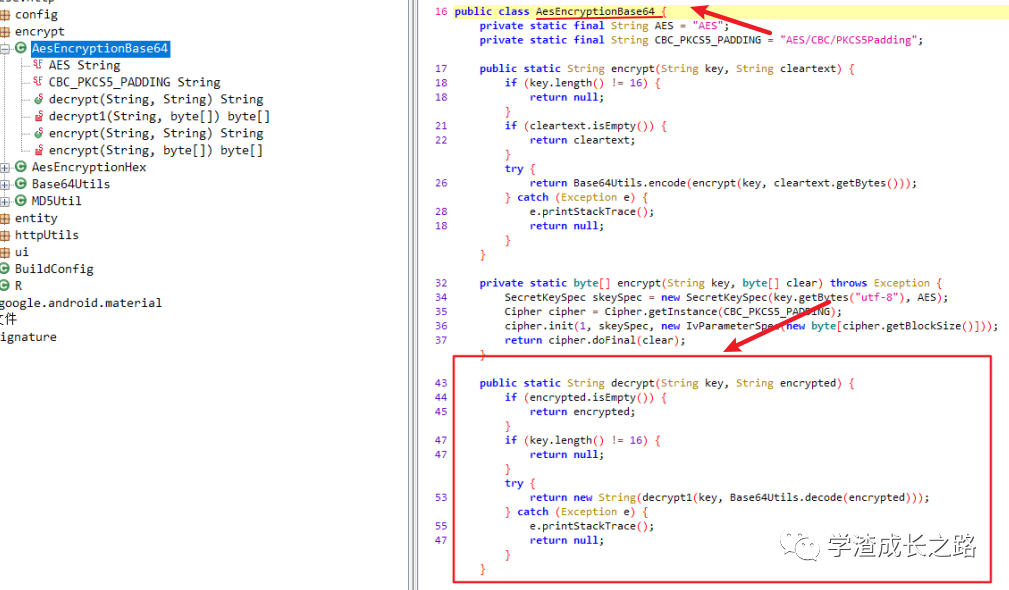 config
encrypt
AesEncryptionBase64
AES String
CBC_PKCS5_PADDING String
decrypt(String, String) String
decrypt1(String, byte[]) byte[]
encrypt(String, String) String
encrypt(String, byte[]) byte[]
AesEncryptionHex
Base64Utils
MD5Util
entity
httpUtils
ui
BuildConfig
R
google.android.material
文件
ignature
16 public class AesEncryptionBase64 {
private static final String AES = "AES";
private static final String CBC_PKCS5_PADDING = "AES/CBC/PKCS5Padding";
17 public static String encrypt(String key, String cleartext) {
18 if (key.length() != 16) {
18 return null;
}
21 if (cleartext.isEmpty()) {
22 return cleartext;
}
try {
26 return Base64Utils.encode(encrypt(key, cleartext.getBytes()));
} catch (Exception e) {
28 e.printStackTrace();
18 return null;
}
}
32 private static byte[] encrypt(String key, byte[] clear) throws Exception {
34 SecretKeySpec skeySpec = new SecretKeySpec(key.getBytes("utf-8"), AES);
35 Cipher cipher = Cipher.getInstance(CBC_PKCS5_PADDING);
36 cipher.init(1, skeySpec, new IvParameterSpec(new byte[cipher.getBlockSize()]));
37 return cipher.doFinal(clear);
}
43 public static String decrypt(String key, String encrypted) {
44 if (encrypted.isEmpty()) {
45 return encrypted;
}
47 if (key.length() != 16) {
47 return null;
}
try {
53 return new String(decrypt1(key, Base64Utils.decode(encrypted)));
} catch (Exception e) {
55 e.printStackTrace();
47 return null;
}
}
学渣成长之路